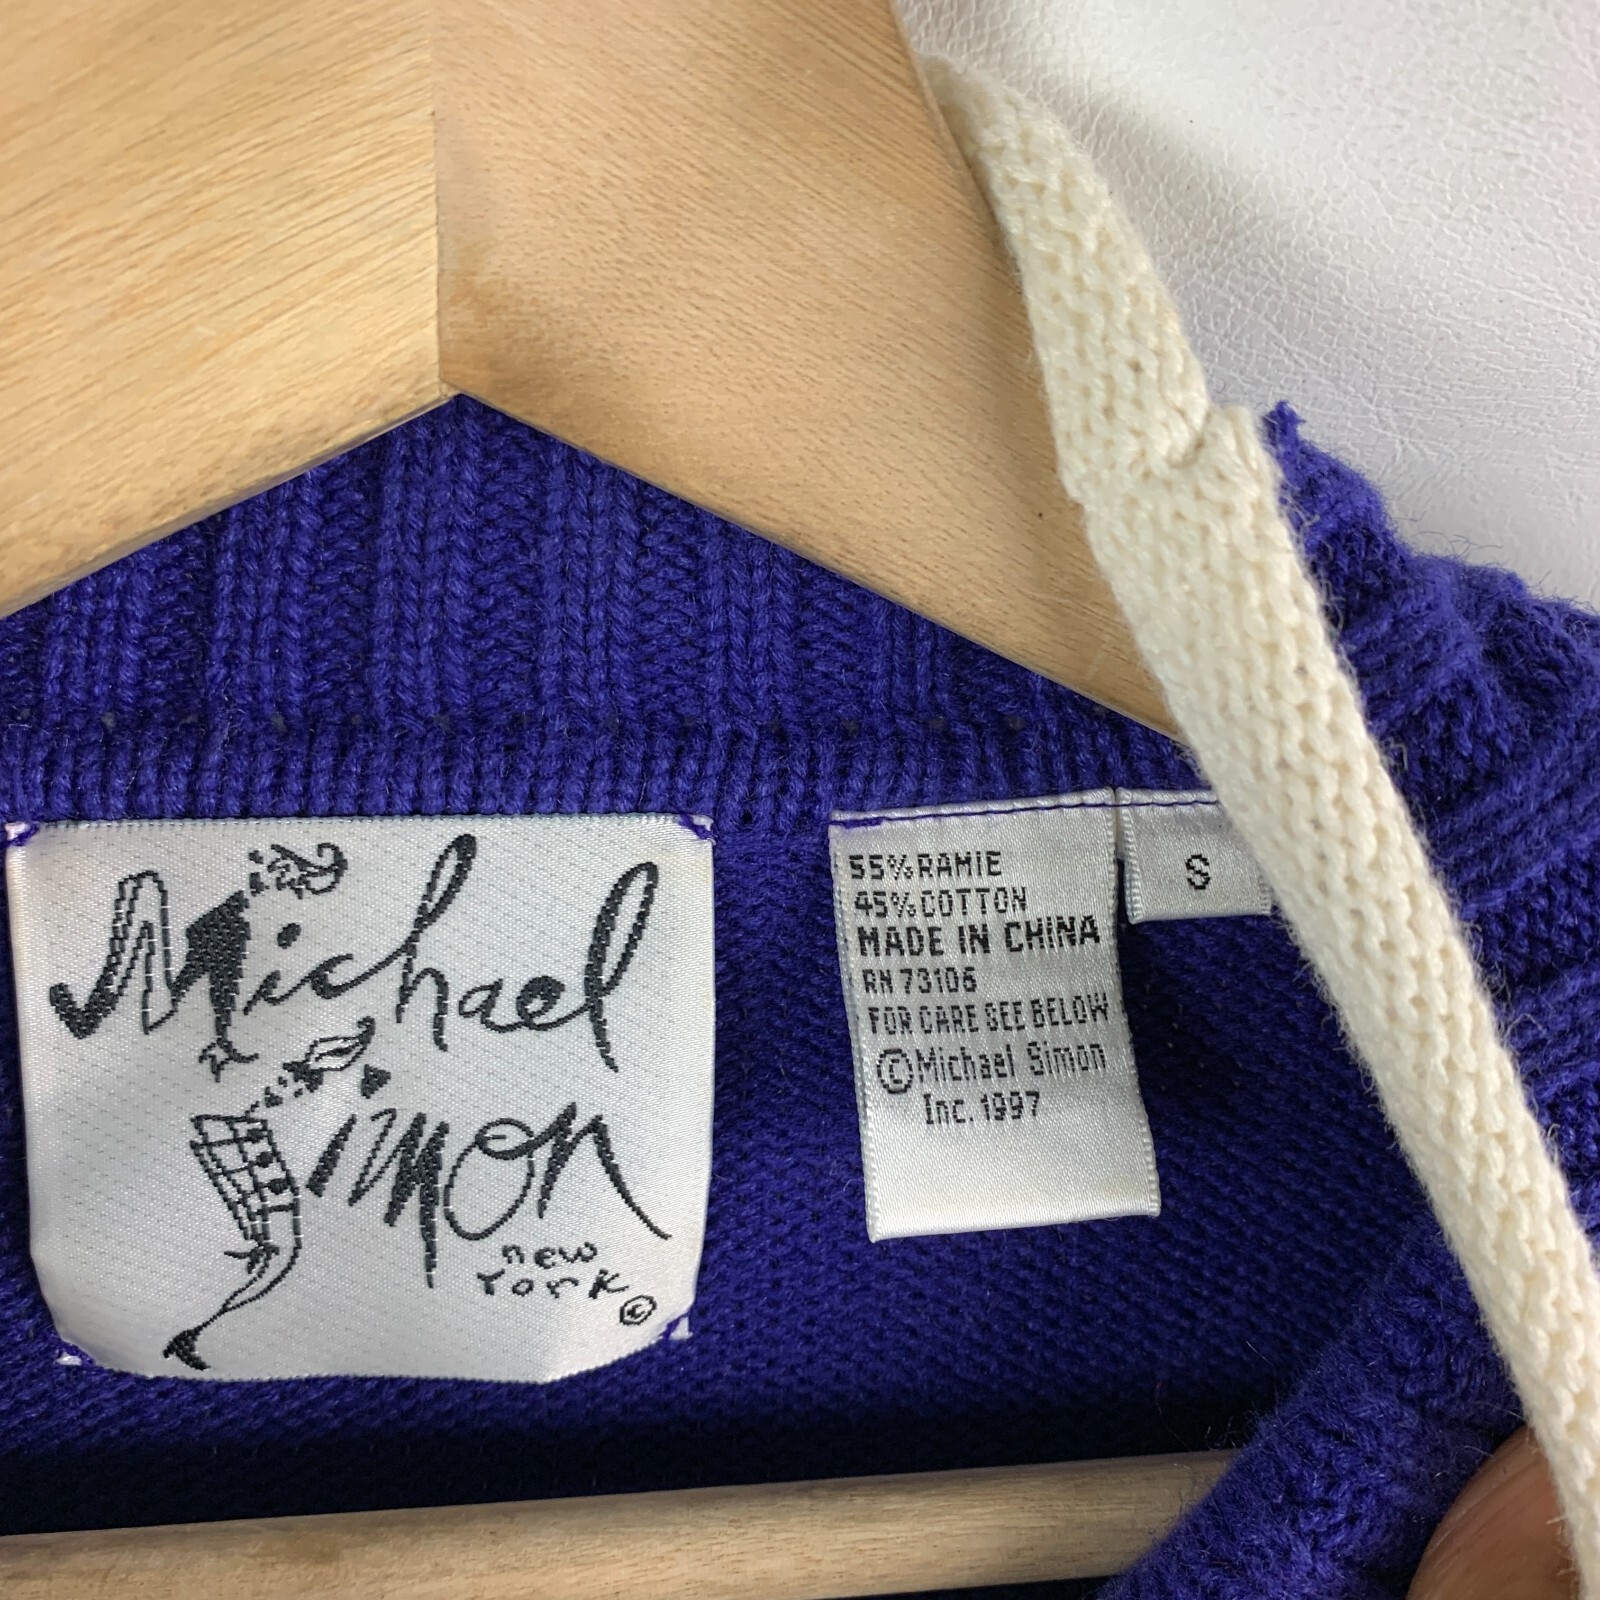 Michael
Simon
new
York
©
55% RAMIE
45% COTTON
MADE IN CHINA
RN 73106
FOR CARE SEE BELOW
© Michael Simon
Inc. 1997
S